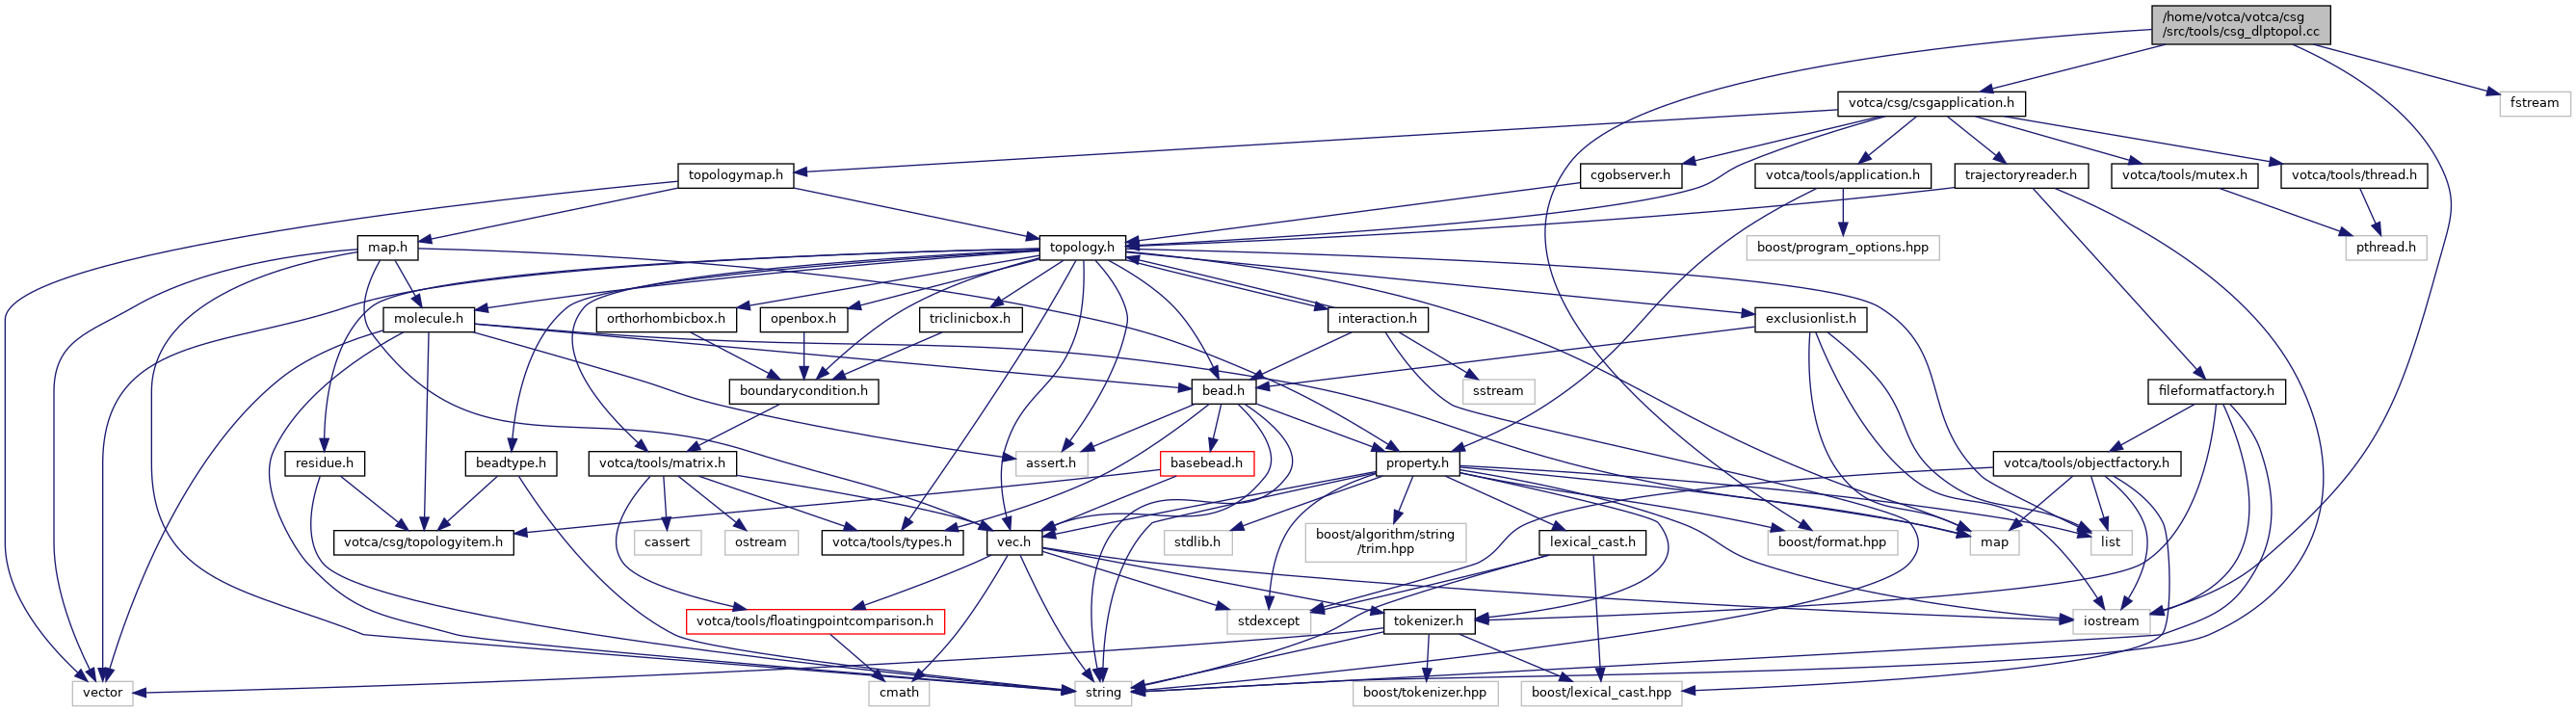 /home/votca/votca/csg
/src/tools/csg_dlptopol.cc
votca/csg/csgapplication.h
fstream
topologymap.h
cgobserver.h
votca/tools/application.h
trajectoryreader.h
votca/tools/mutex.h
votca/tools/thread.h
map.h
topology.h
boost/program_options.hpp
pthread.h
molecule.h
orthorhombicbox.h
openbox.h
triclinicbox.h
interaction.h
exclusionlist.h
boundarycondition.h
bead.h
sstream
fileformatfactory.h
residue.h
beadtype.h
votca/tools/matrix.h
assert.h
basebead.h
property.h
votca/tools/objectfactory.h
votca/csg/topologyitem.h
cassert
ostream
votca/tools/types.h
vec.h
stdlib.h
boost/algorithm/string
/trim.hpp
lexical_cast.h
boost/format.hpp
map
list
votca/tools/floatingpointcomparison.h
stdexcept
tokenizer.h
iostream
vector
cmath
string
boost/tokenizer.hpp
boost/lexical_cast.hpp